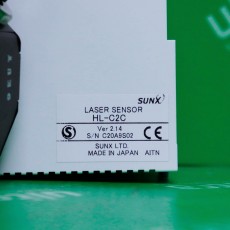 SUNX
LASER SENSOR
HL-C2C
Ver 2.14
S/N C20A9S02
SUNX LTD.
MADE IN JAPAN AITN